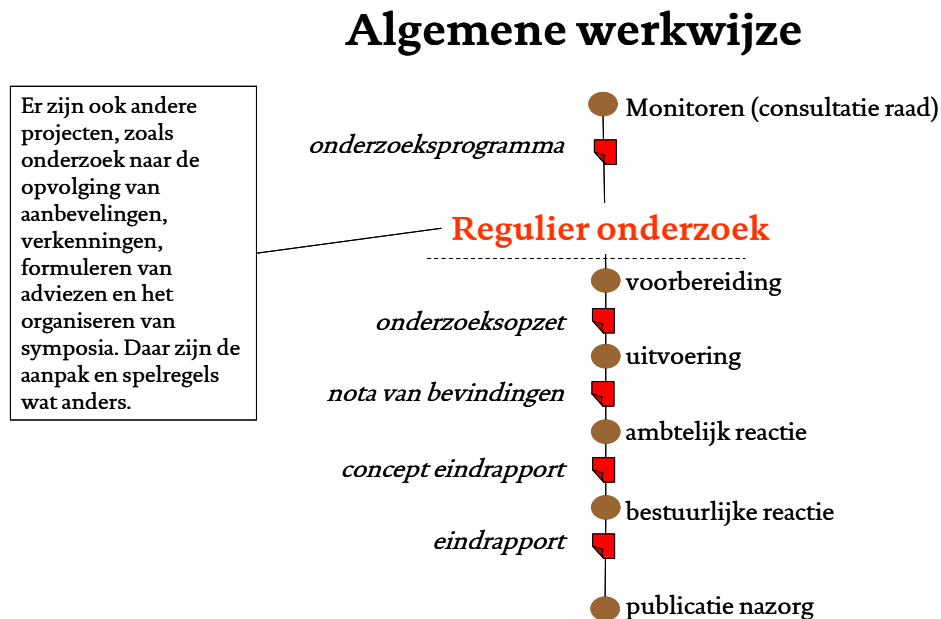 Algemene werkwijze
Er zijn ook andere
projecten, zoals
onderzoek naar de
opvolging van
aanbevelingen,
verkenningen,
formuleren van
adviezen en het
organiseren van
symposia. Daar zijn de
aanpak en spelregels
wat anders.
Monitoren (consultatie raad)
onderzoeksprogramma
Regulier onderzoek
voorbereiding
onderzoeksopzet
uitvoering
nota van bevindingen
ambtelijk reactie
concept eindrapport
bestuurlijke reactie
eindrapport
publicatie nazorg